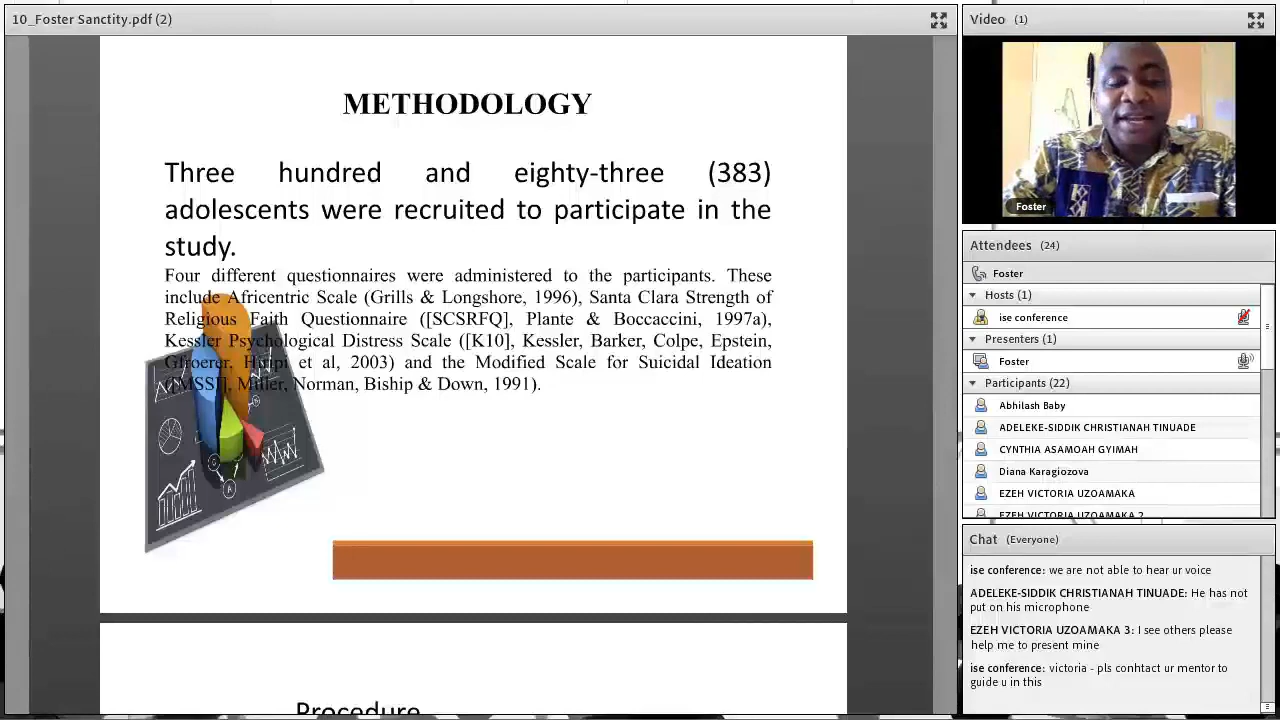 10_Foster Sanctity.pdf (2)
METHODOLOGY
Three hundred and eighty-three (383)
adolescents were recruited to participate in the
study.
Four different questionnaires were administered to the participants. These
include Africentric Scale (Grills & Longshore, 1996), Santa Clara Strength of
Religious Faith Questionnaire ([SCSRFQ], Plante & Boccaccini, 1997a),
Kessler Psychological Distress Scale ([K10], Kessler, Barker, Colpe, Epstein,
Gfroerer, Hiripi et al, 2003) and the Modified Scale for Suicidal Ideation
([MSSI], Miller, Norman, Biship & Down, 1991).
Procedure
Video (1)
Foster
Attendees (24)
Foster
Hosts (1)
ise conference
Presenters (1)
Foster
Participants (22)
Abhilash Baby
ADELEKE-SIDDIK CHRISTIANAH TINUADE
CYNTHIA ASAMOAH GYIMAH
Diana Karagiozova
EZEH VICTORIA UZOAMAKA
EZEH VICTORIA UZOAMAKA 2
Chat (Everyone)
ise conference: we are not able to hear ur voice
ADELEKE-SIDDIK CHRISTIANAH TINUADE: He has not
put on his microphone
EZEH VICTORIA UZOAMAKA 3: I see others please
help me to present mine
ise conference: victoria - pls conhtact ur mentor to
guide u in this